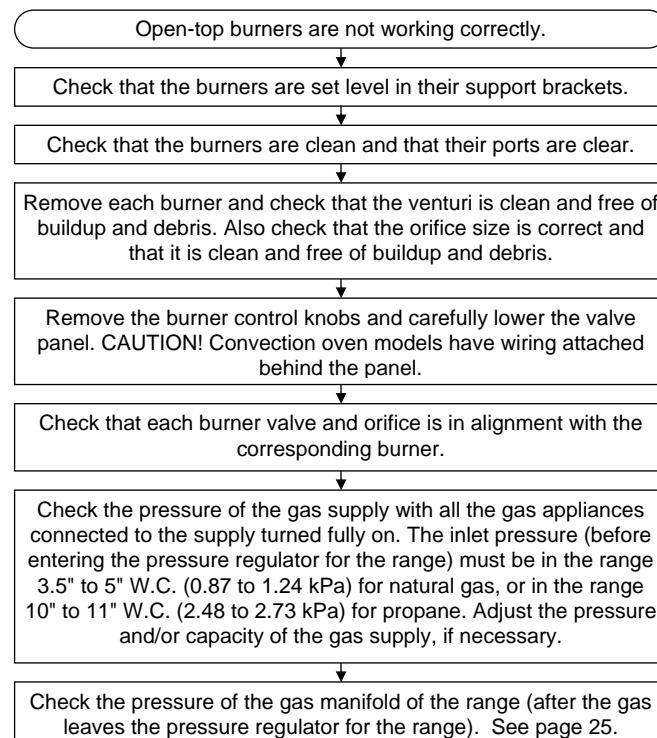 Open-top burners are not working correctly.
Check that the burners are set level in their support brackets.
Check that the burners are clean and that their ports are clear.
Remove each burner and check that the venturi is clean and free of
buildup and debris. Also check that the orifice size is correct and
that it is clean and free of buildup and debris.
Remove the burner control knobs and carefully lower the valve
panel. CAUTION! Convection oven models have wiring attached
behind the panel.
Check that each burner valve and orifice is in alignment with the
corresponding burner.
Check the pressure of the gas supply with all the gas appliances
connected to the supply turned fully on. The inlet pressure (before
entering the pressure regulator for the range) must be in the range
3.5" to 5" W.C. (0.87 to 1.24 kPa) for natural gas, or in the range
10" to 11" W.C. (2.48 to 2.73 kPa) for propane. Adjust the pressure
and/or capacity of the gas supply, if necessary.
Check the pressure of the gas manifold of the range (after the gas
leaves the pressure regulator for the range).  See page 25.